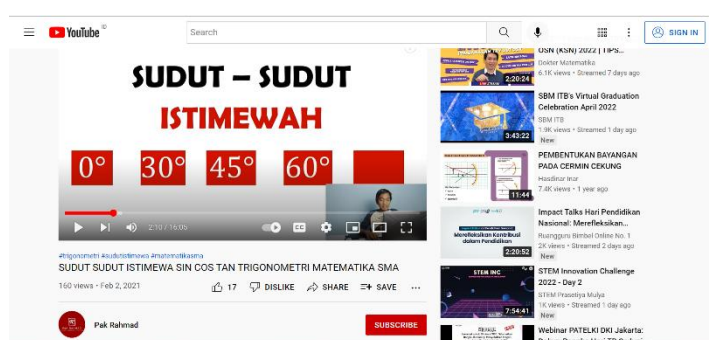 YouTube ID
Search
SIGN IN
SUDUT – SUDUT
ISTIMEWAH
0° 30° 45° 60°
2:10 / 16:05
#trigonometri #sudutistimewa #matematikasma
SUDUT SUDUT ISTIMEWA SIN COS TAN TRIGONOMETRI MATEMATIKA SMA
160 views • Feb 2, 2021
17 DISLIKE SHARE SAVE ...
Pak Rahmad
SUBSCRIBE
2:20:24
OSN (KSN) 2022 | TIPS...
Dokter Matematika
6.1K views • Streamed 7 days ago
3:43:22
SBM ITB's Virtual Graduation
Celebration April 2022
SBM ITB
1.9K views • Streamed 1 day ago
New
11:44
PEMBENTUKAN BAYANGAN
PADA CERMIN CEKUNG
Hasdinar Inar
7.4K views • 1 year ago
Mereflesikan Kontribusi
dalam Pendidikan
2:20:52
Impact Talks Hari Pendidikan
Nasional: Merefleksikan...
Ruangguru Bimbel Online No. 1
2K views • Streamed 2 days ago
New
STEM INC
7:54:41
STEM Innovation Challenge
2022 - Day 2
STEM Prasetiya Mulya
1K views • Streamed 1 day ago
New
Webinar PATELKI DKI Jakarta: